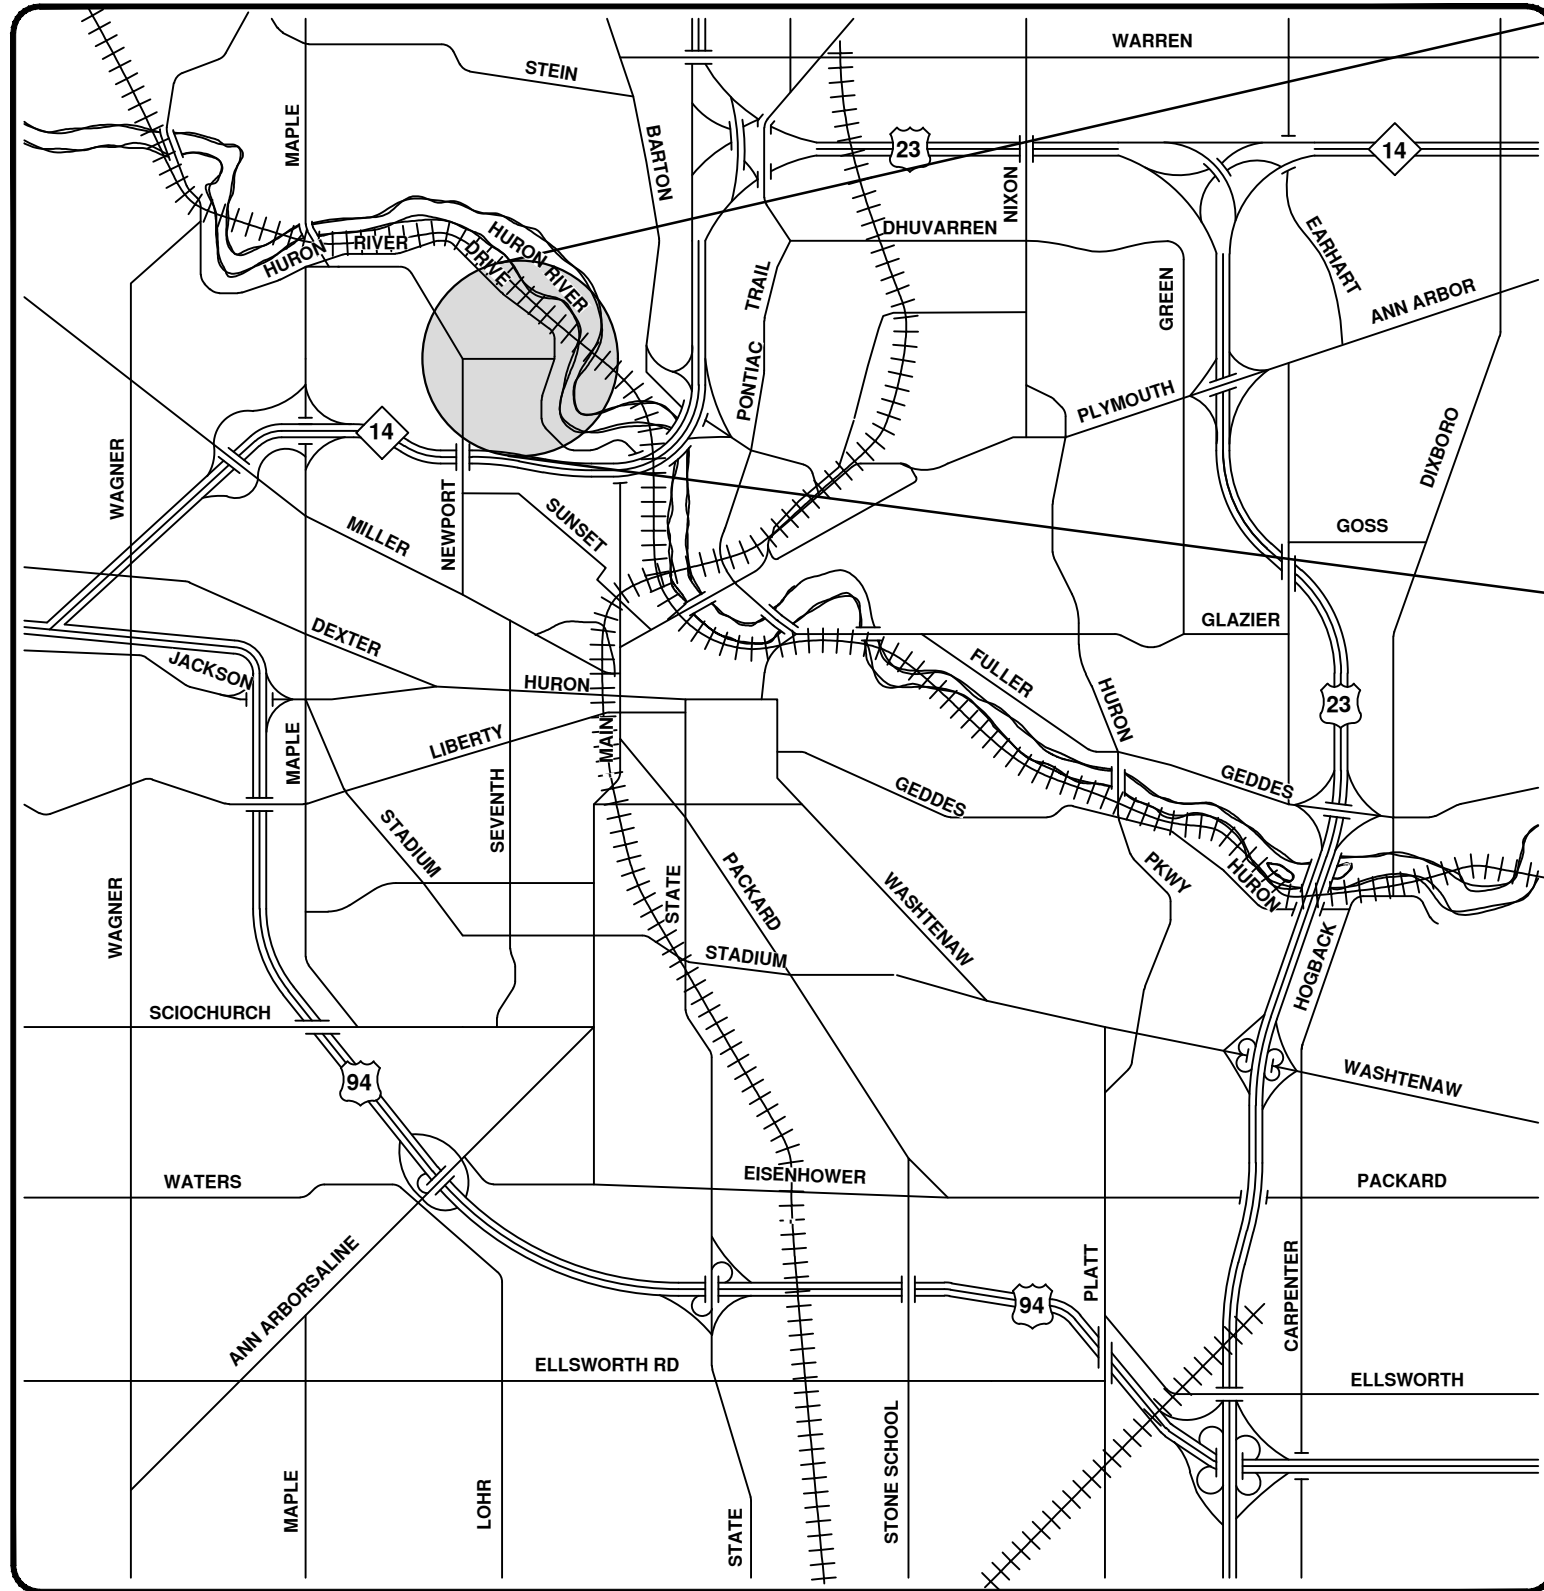 WARREN
STEIN
MAPLE
BARTON
23
14
NIXON
DHUVARREN
EARHART
HURON RIVER
HURON
RIVER
DRIVE
PONTIAC
TRAIL
GREEN
ANN ARBOR
PLYMOUTH
14
WAGNER
DIXBORO
NEWPORT
SUNSET
MILLER
GOSS
DEXTER
GLAZIER
JACKSON
FULLER
HURON
HURON
23
MAIN
LIBERTY
MAPLE
SEVENTH
GEDDES
GEDDES
STADIUM
STATE
PACKARD
WASHTENAW
PKWY
HURON
WAGNER
STADIUM
HOGBACK
SCIOCHURCH
94
WASHTENAW
WATERS
EISENHOWER
PACKARD
ANN ARBORSALINE
PLATT
CARPENTER
94
ELLSWORTH RD
ELLSWORTH
MAPLE
LOHR
STATE
STONE SCHOOL